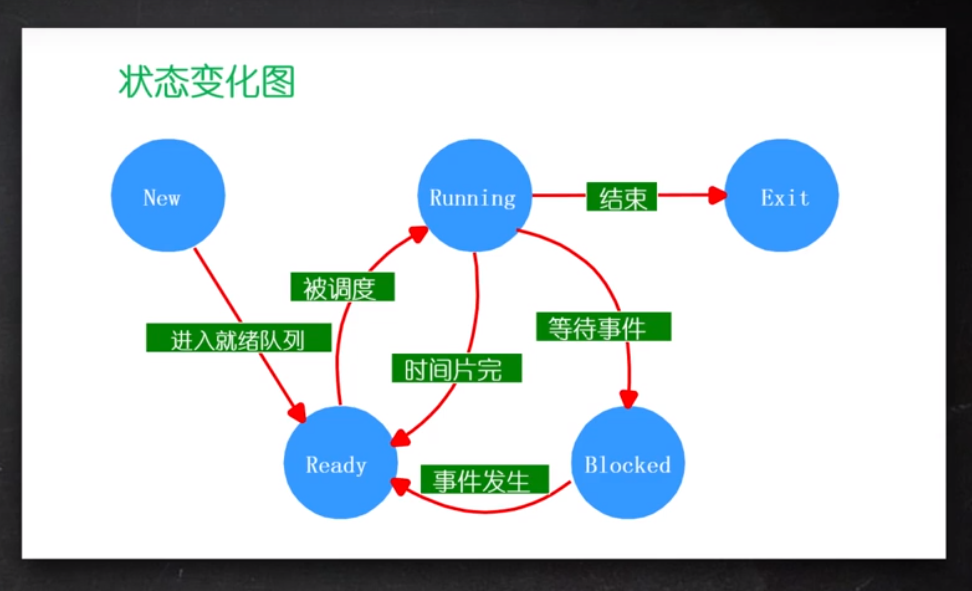 状态变化图
New
Running
结束
Exit
被调度
等待事件
进入就绪队列
时间片完
Ready
事件发生
Blocked